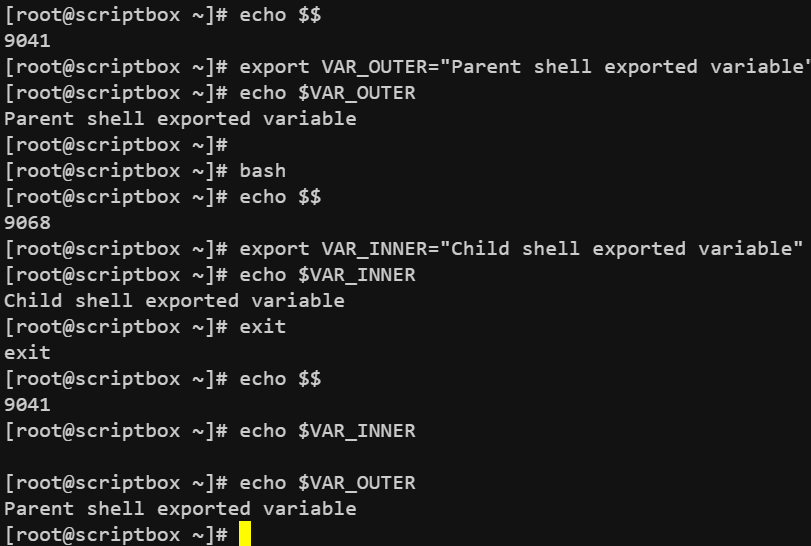 [root@scriptbox ~]# echo $$
9041
[root@scriptbox ~]# export VAR_OUTER="Parent shell exported variable"
[root@scriptbox ~]# echo $VAR_OUTER
Parent shell exported variable
[root@scriptbox ~]#
[root@scriptbox ~]# bash
[root@scriptbox ~]# echo $$
9068
[root@scriptbox ~]# export VAR_INNER="Child shell exported variable"
[root@scriptbox ~]# echo $VAR_INNER
Child shell exported variable
[root@scriptbox ~]# exit
exit
[root@scriptbox ~]# echo $$
9041
[root@scriptbox ~]# echo $VAR_INNER

[root@scriptbox ~]# echo $VAR_OUTER
Parent shell exported variable
[root@scriptbox ~]#